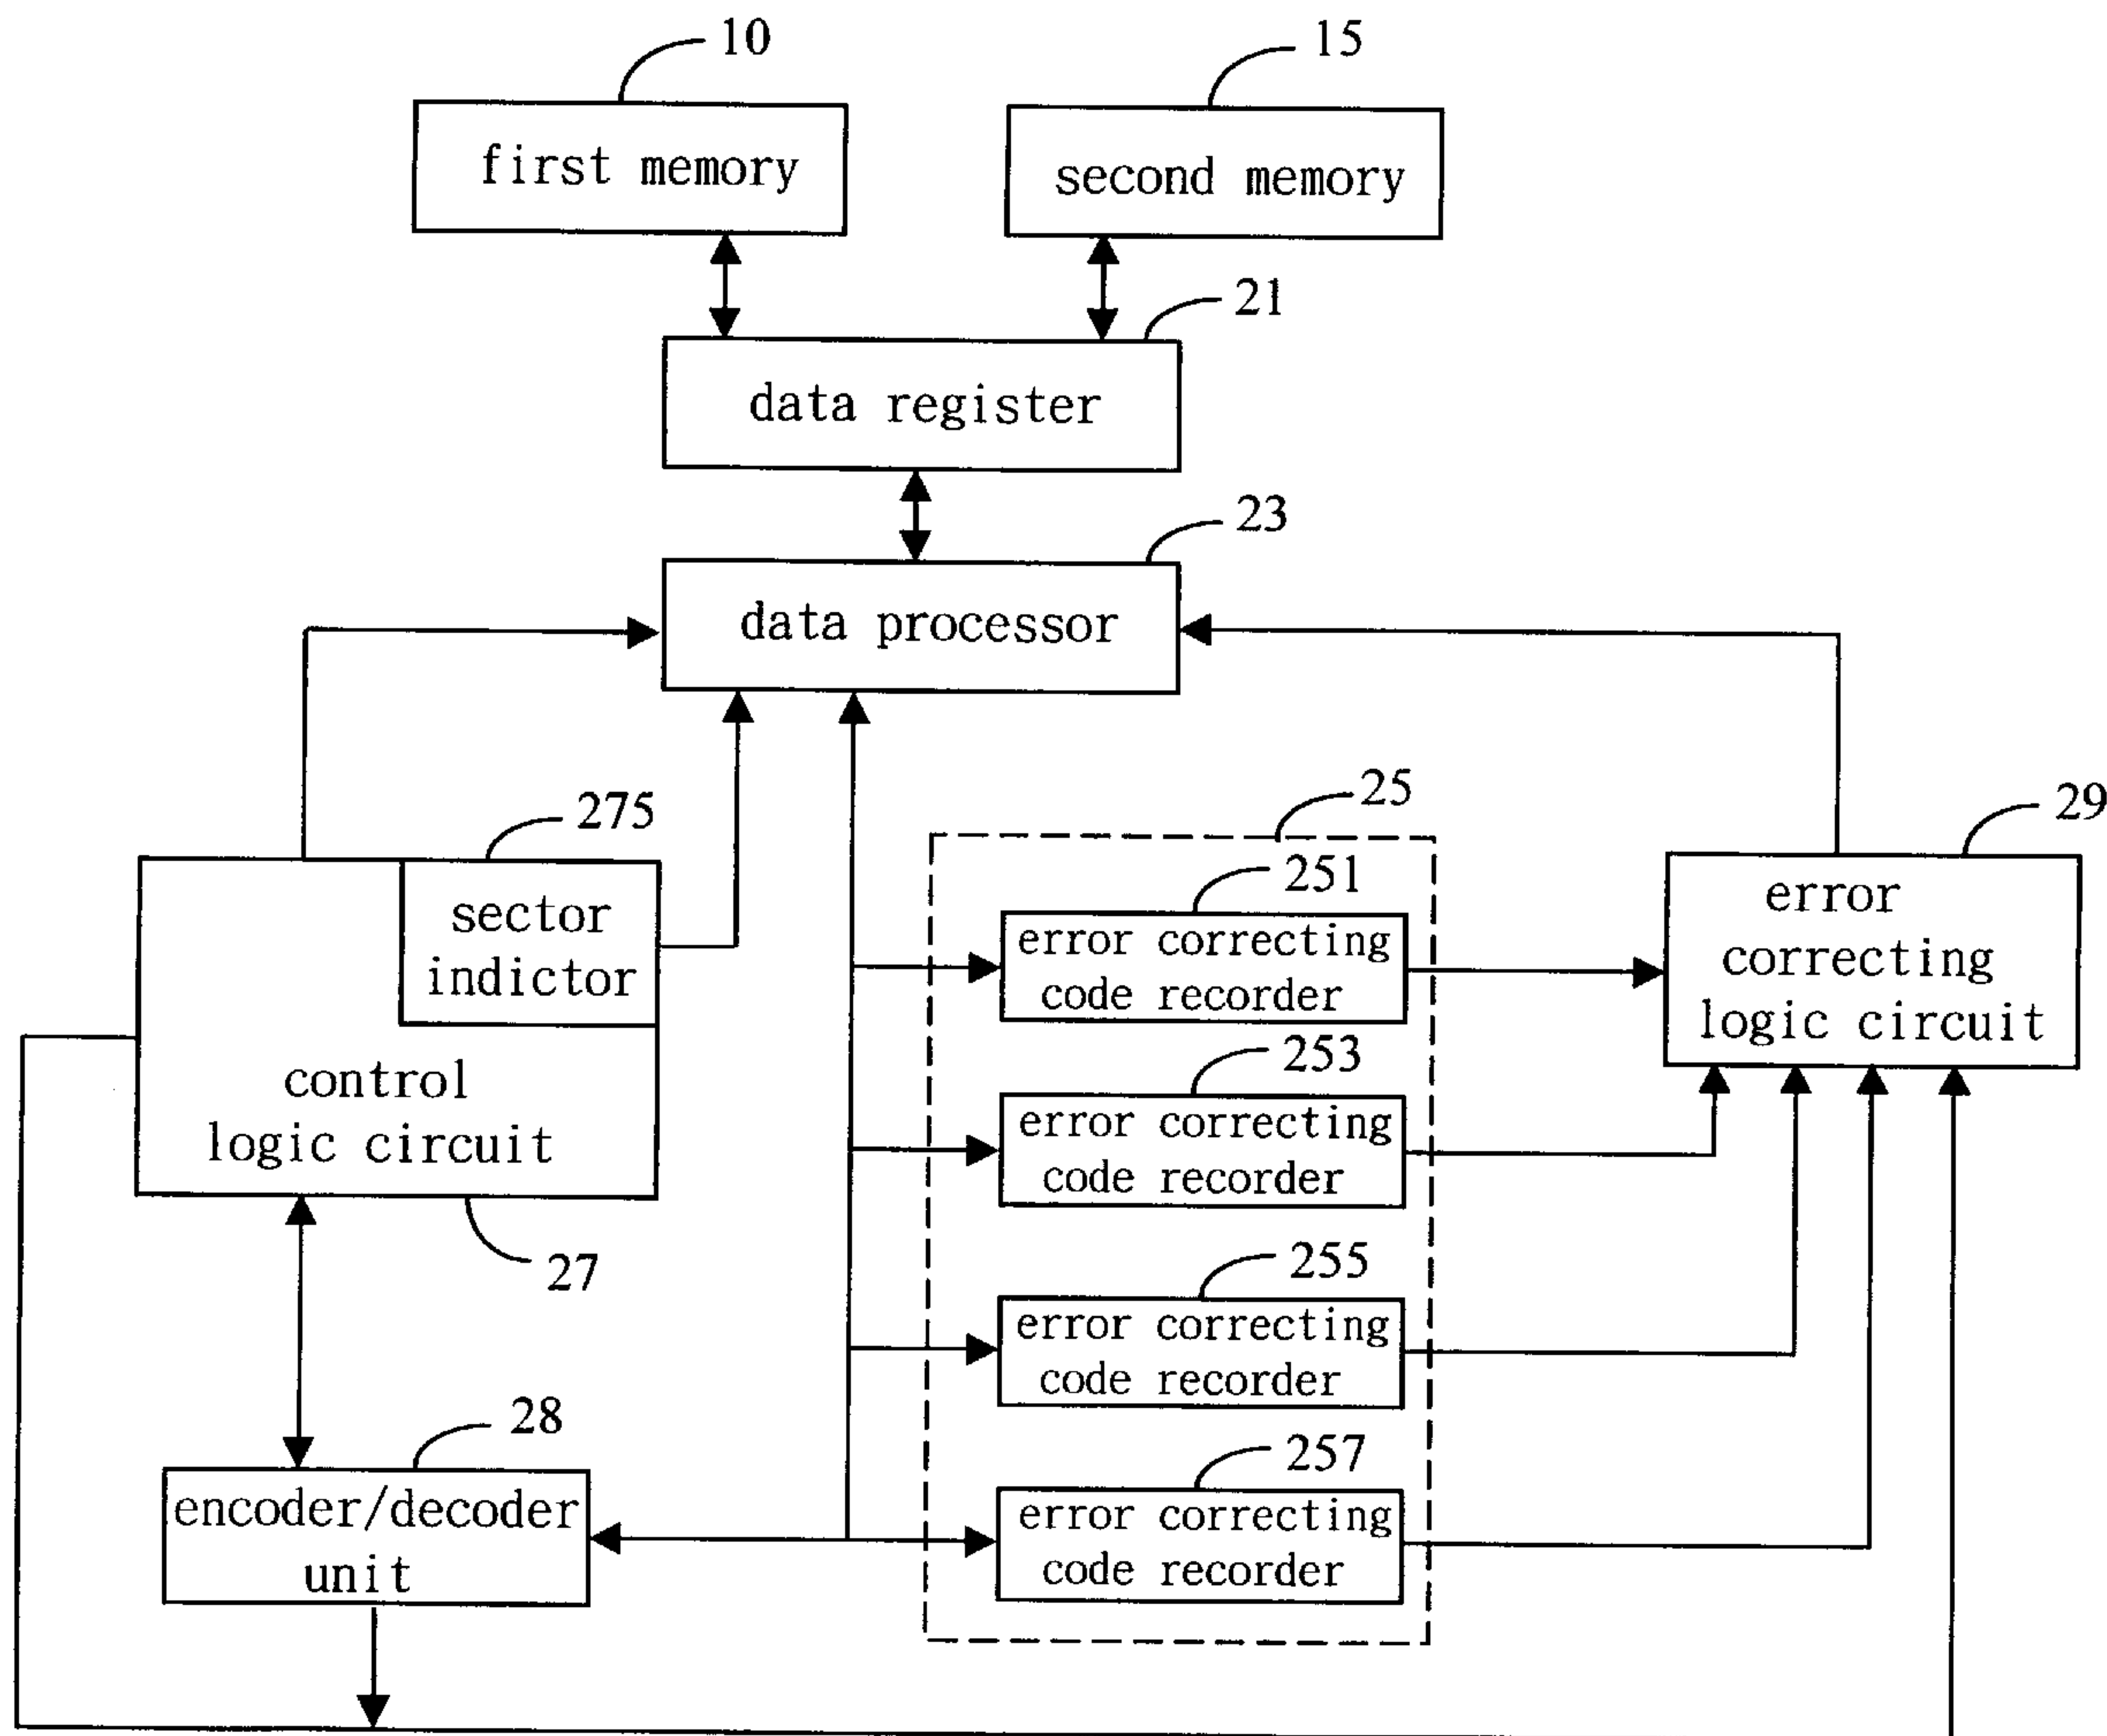 10
15
first memory
second memory
21
data register
23
data processor
275
25
29
sector
indictor
251
error correcting
code recorder
error
correcting
logic circuit
253
control
logic circuit
error correcting
code recorder
27
255
error correcting
code recorder
28
257
encoder/decoder
unit
error correcting
code recorder